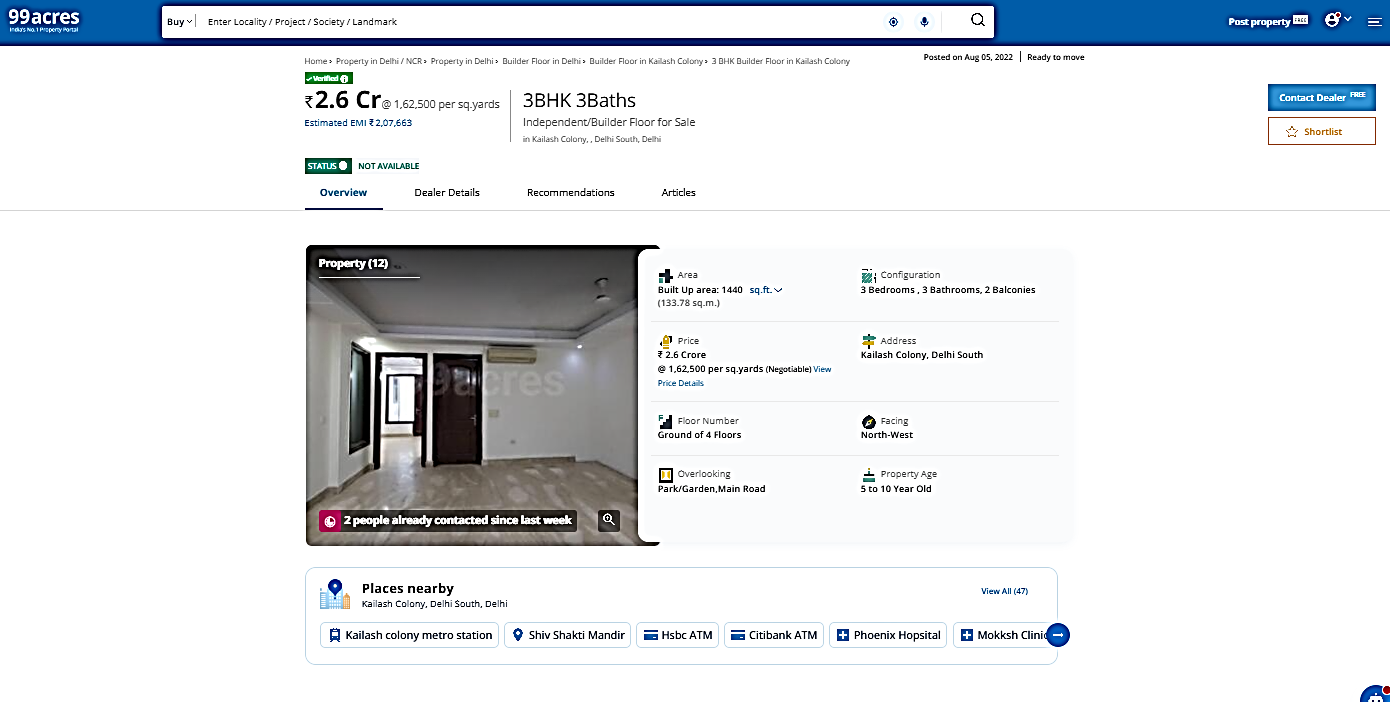 99acres
India's No.1 Property Portal
Buy
Enter Locality / Project / Society / Landmark
Post property FREE
Home › Property in Delhi / NCR › Property in Delhi › Builder Floor in Delhi › Builder Floor in Kailash Colony › 3 BHK Builder Floor in Kailash Colony
Posted on Aug 05, 2022 | Ready to move
Verified
₹2.6 Cr @ 1,62,500 per sq.yards
Estimated EMI ₹ 2,07,663
3BHK 3Baths
Independent/Builder Floor for Sale
in Kailash Colony, , Delhi South, Delhi
Contact Dealer FREE
Shortlist
STATUS NOT AVAILABLE
Overview
Dealer Details
Recommendations
Articles
Property (12)
99acres
2 people already contacted since last week
Area
Built Up area: 1440 sq.ft.
(133.78 sq.m.)
Configuration
3 Bedrooms , 3 Bathrooms, 2 Balconies
Price
₹ 2.6 Crore
@ 1,62,500 per sq.yards (Negotiable) View
Price Details
Address
Kailash Colony, Delhi South
Floor Number
Ground of 4 Floors
Facing
North-West
Overlooking
Park/Garden,Main Road
Property Age
5 to 10 Year Old
Places nearby
Kailash Colony, Delhi South, Delhi
View All (47)
Kailash colony metro station
Shiv Shakti Mandir
Hsbc ATM
Citibank ATM
Phoenix Hopsital
Mokksh Clinic